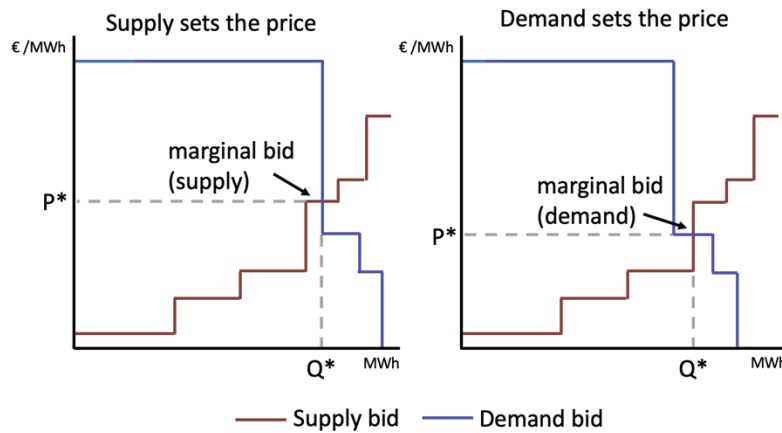 Supply sets the price
€/MWh
marginal bid
(supply)
P*
Q*
MWh
Demand sets the price
€/MWh
marginal bid
(demand)
P*
Q*
MWh
Supply bid
Demand bid